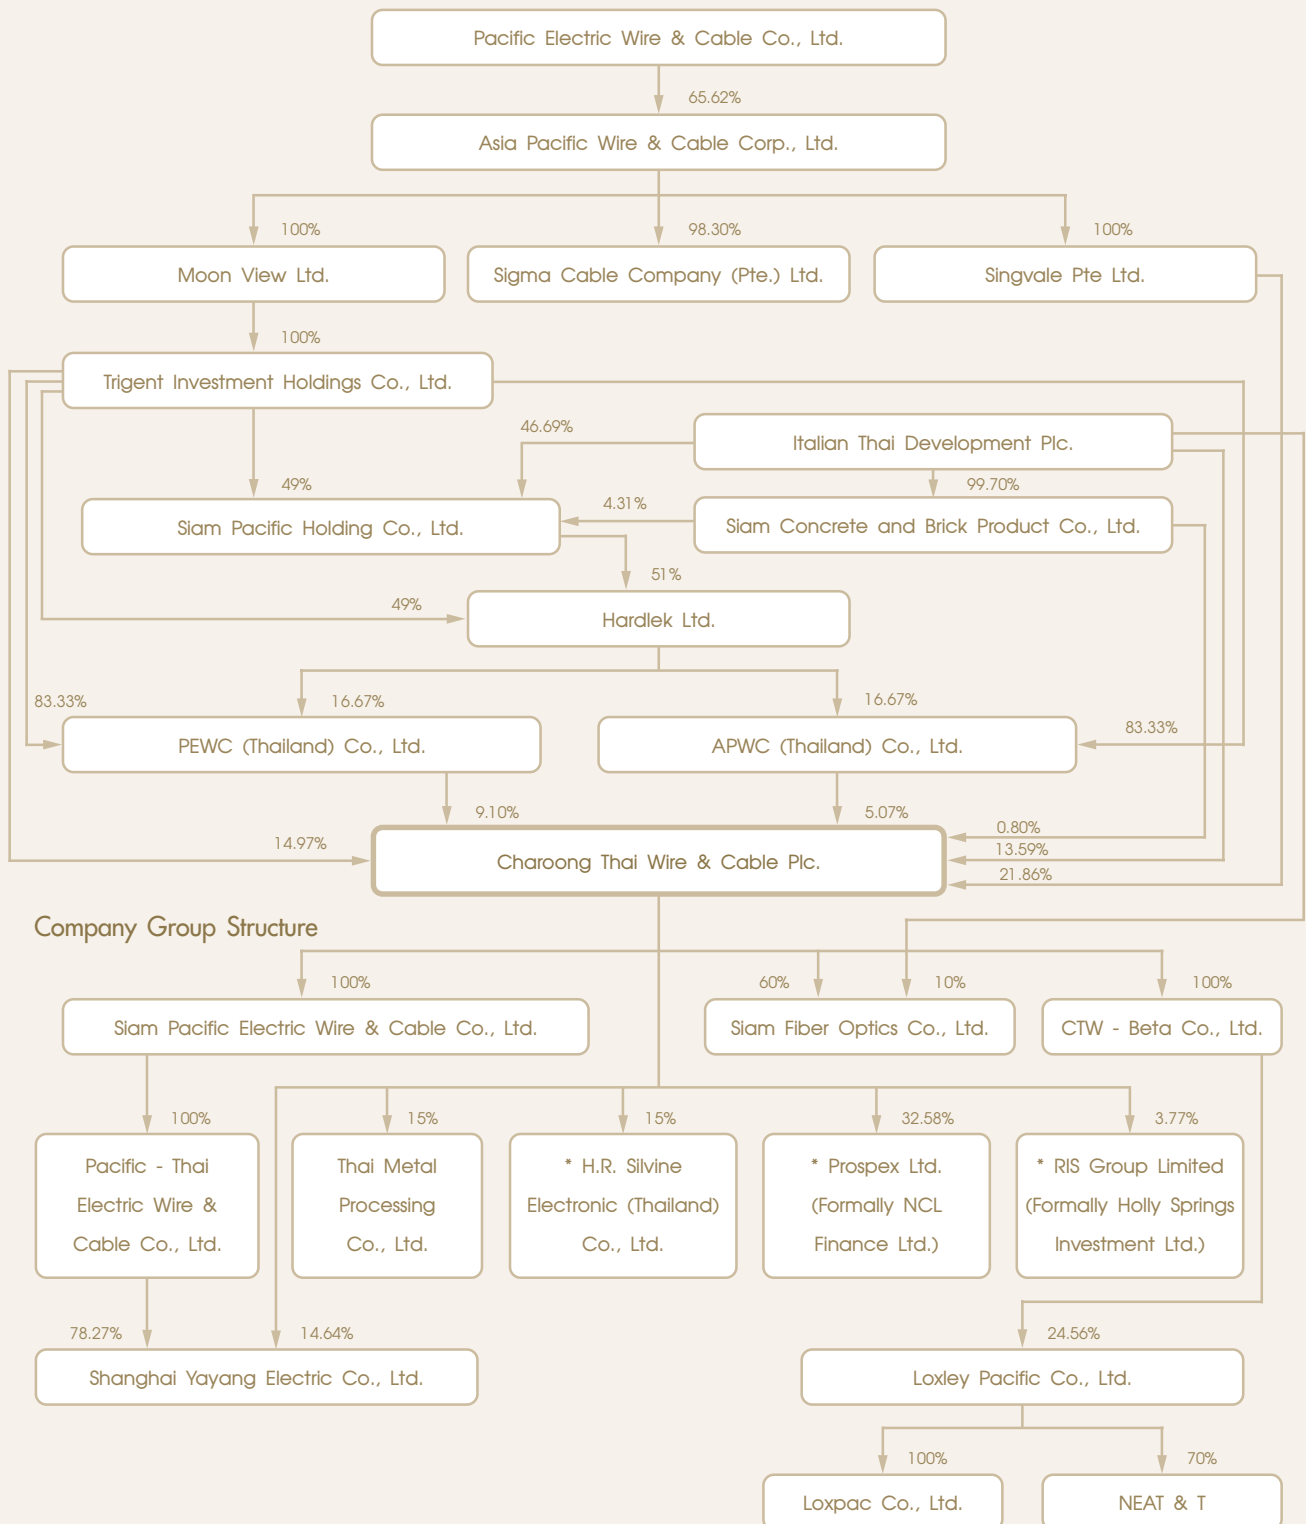 Pacific Electric Wire & Cable Co., Ltd.
65.62%
Asia Pacific Wire & Cable Corp., Ltd.
100%
98.30%
100%
Moon View Ltd.
Sigma Cable Company (Pte.) Ltd.
Singvale Pte Ltd.
100%
Trigent Investment Holdings Co., Ltd.
46.69%
Italian Thai Development Plc.
49%
99.70%
4.31%
Siam Pacific Holding Co., Ltd.
Siam Concrete and Brick Product Co., Ltd.
51%
49%
Hardlek Ltd.
83.33%
16.67%
16.67%
83.33%
PEWC (Thailand) Co., Ltd.
APWC (Thailand) Co., Ltd.
9.10%
5.07%
14.97%
0.80%
13.59%
21.86%
Charoong Thai Wire & Cable Plc.
Company Group Structure
100%
60%
10%
100%
Siam Pacific Electric Wire & Cable Co., Ltd.
Siam Fiber Optics Co., Ltd.
CTW - Beta Co., Ltd.
100%
15%
15%
32.58%
3.77%
Pacific - Thai
Electric Wire &
Cable Co., Ltd.
Thai Metal
Processing
Co., Ltd.
* H.R. Silvine
Electronic (Thailand)
Co., Ltd.
* Prospex Ltd.
(Formally NCL
Finance Ltd.)
* RIS Group Limited
(Formally Holly Springs
Investment Ltd.)
78.27%
14.64%
24.56%
Shanghai Yayang Electric Co., Ltd.
Loxley Pacific Co., Ltd.
100%
70%
Loxpac Co., Ltd.
NEAT & T